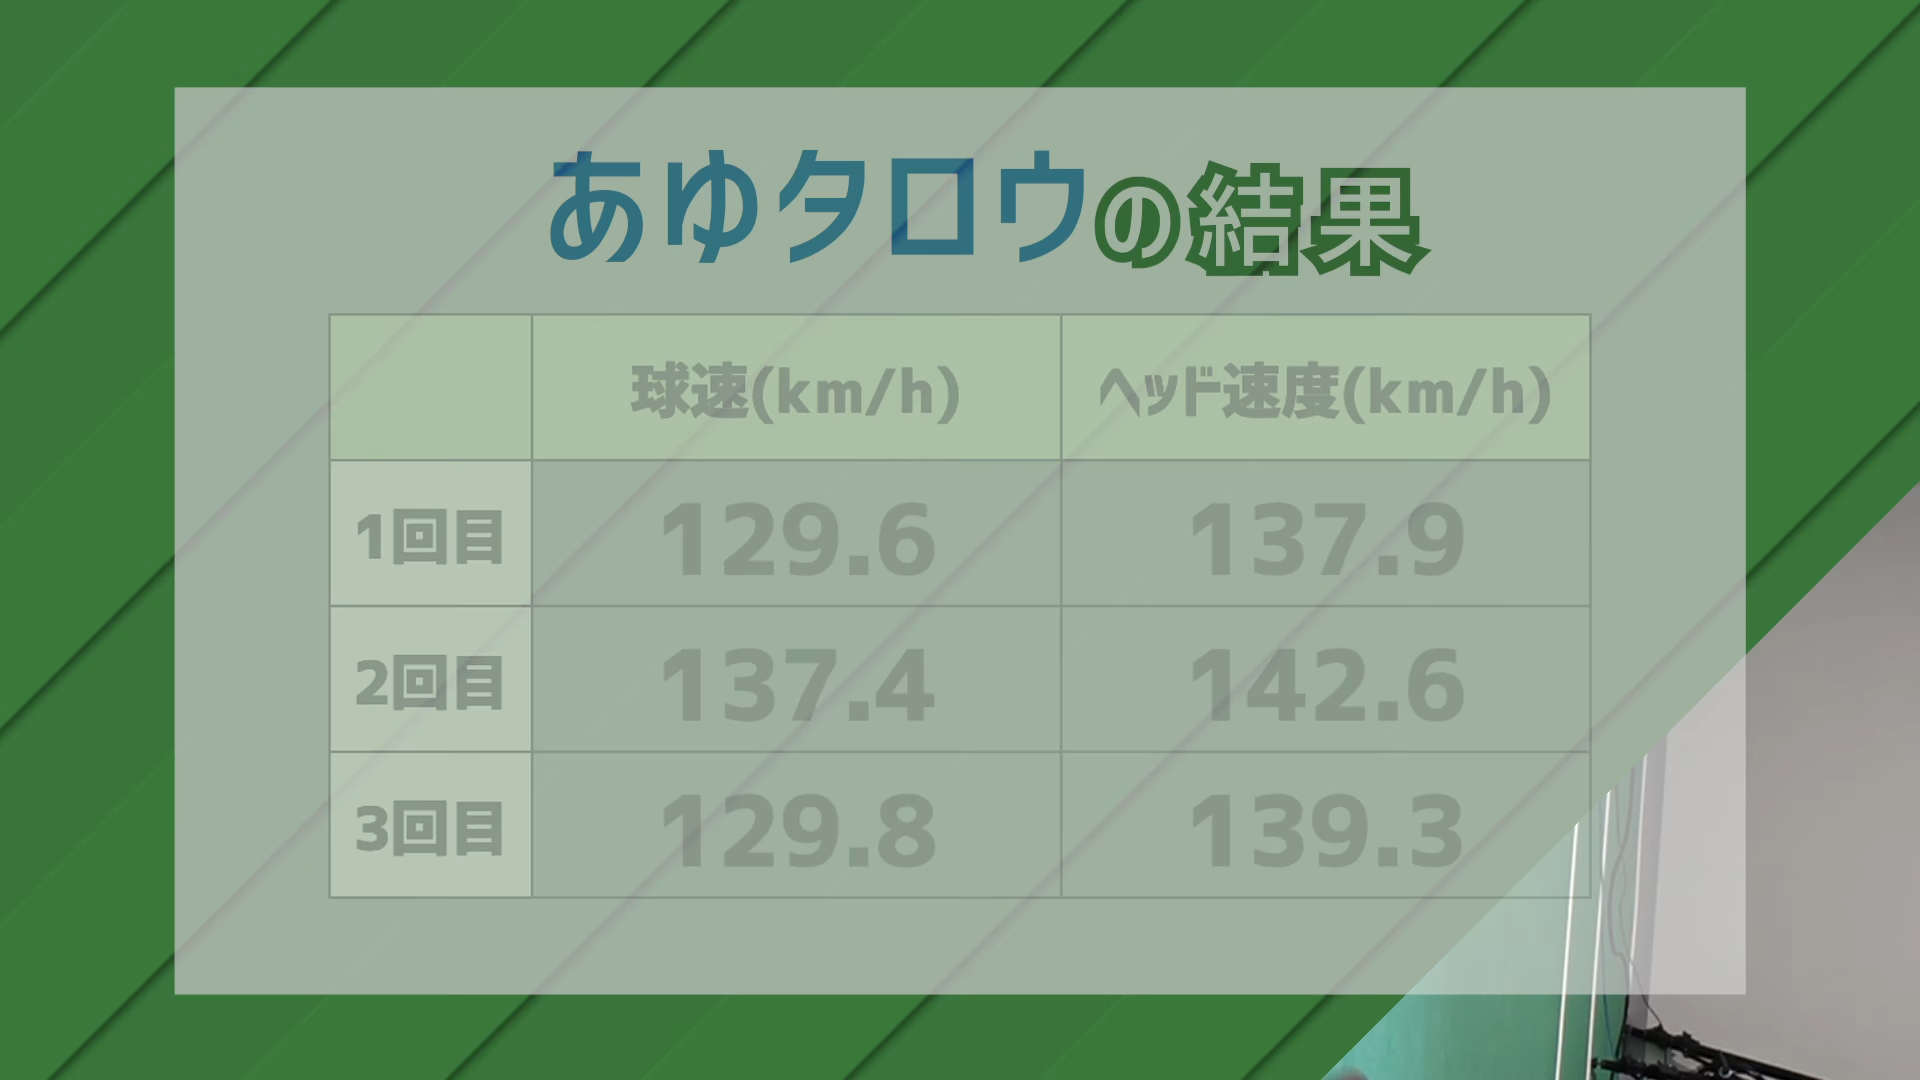 あゆタロウの結果
球速(km/h) ヘッド速度(km/h)
1回目 129.6 137.9
2回目 137.4 142.6
3回目 129.8 139.3